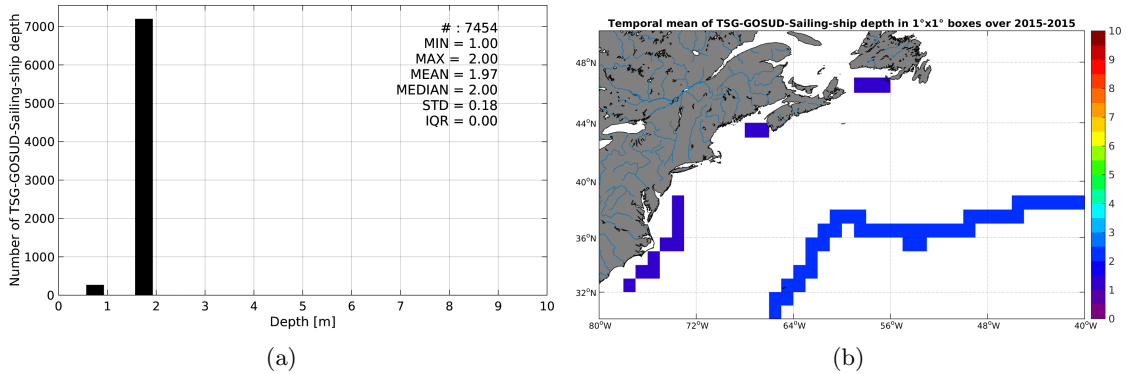 7000
6000
5000
4000
3000
2000
1000
0
Number of TSG-GOSUD-Sailing-ship depth
# : 7454
MIN = 1.00
MAX = 2.00
MEAN = 1.97
MEDIAN = 2.00
STD = 0.18
IQR = 0.00
0 1 2 3 4 5 6 7 8 9 10
Depth [m]
(a)
Temporal mean of TSG-GOSUD-Sailing-ship depth in 1°x1° boxes over 2015-2015
48°N
44°N
40°N
36°N
32°N
80°W 72°W 64°W 56°W 48°W 40°W
10
9
8
7
6
5
4
3
2
1
0
(b)